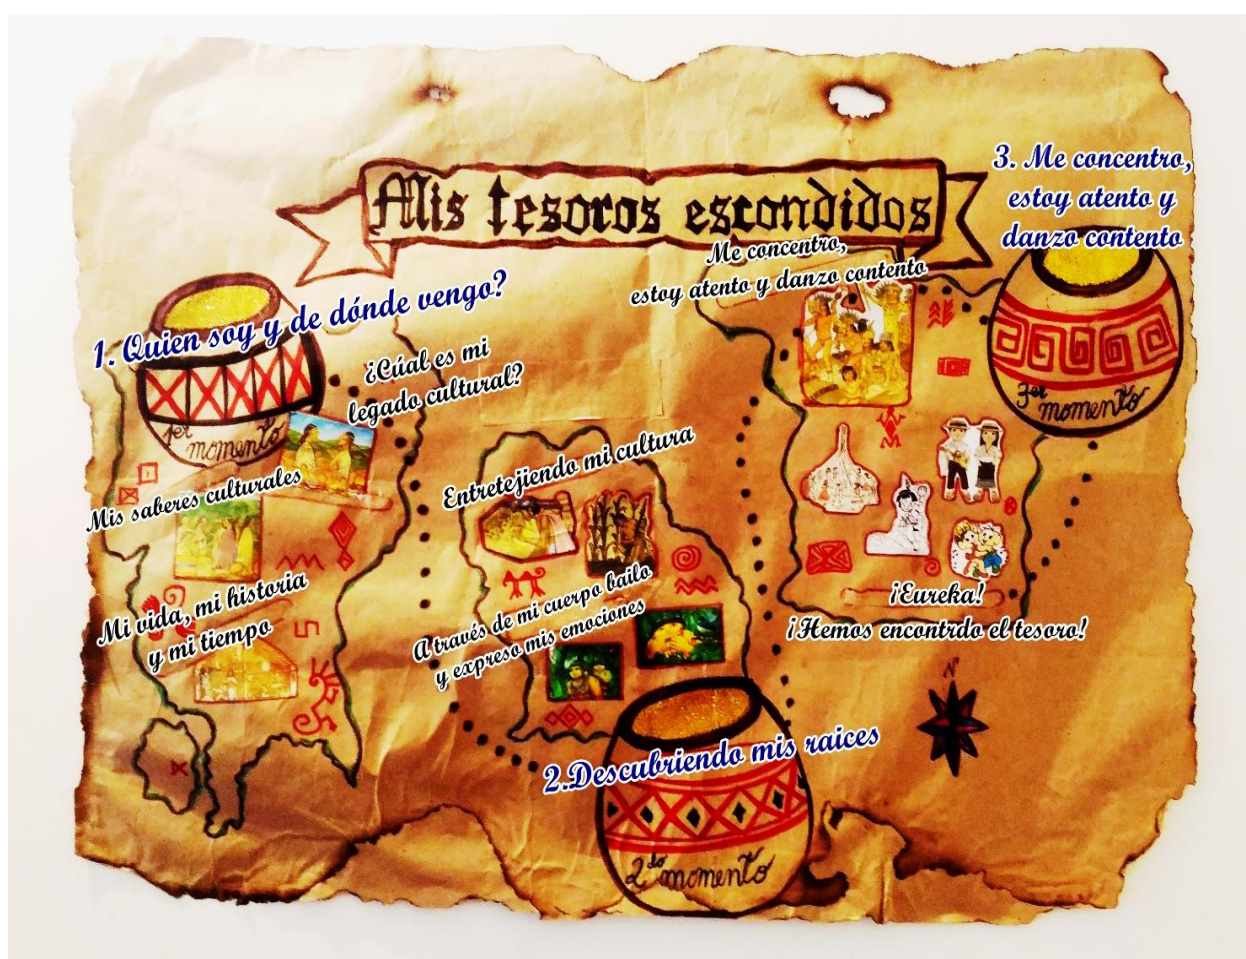 Mis tesoros escondidos
1. Quien soy y de dónde vengo?
1er
momento
¿Cúal es mi
legado cultural?
Mis saberes culturales
Mi vida, mi historia
y mi tiempo
Entretejiendo mi cultura
A través de mi cuerpo bailo
y expreso mis emociones
2.Descubriendo mis raices
2do momento
3. Me concentro,
estoy atento y
danzo contento
3er
momento
Me concentro,
estoy atento y danzo contento
¡Eureka!
¡Hemos encontrdo el tesoro!
N